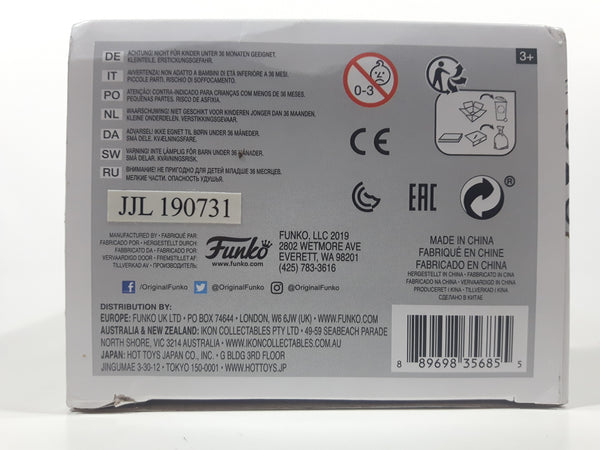 DE ACHTUNG! NICHT FÜR KINDER UNTER 36 MONATEN GEEIGNET.
KLEINTEILE, ERSTICKUNGSGEFAHR.
IT AVVERTENZA! NON ADATTO A BAMBINI DI ETÀ INFERIORE A 36 MESI.
PICCOLE PARTI. RISCHIO DI SOFFOCAMENTO.
PO ATENÇÃO: CONTRA-INDICADO PARA CRIANÇAS COM MENOS DE 36 MESES.
PEQUENAS PARTES. RISCO DE ASFIXIA.
NL WAARSCHUWING! NIET GESCHIKT VOOR KINDEREN JONGER DAN 36 MAANDEN.
KLEINE ONDERDELEN. VERSTIKKINGSGEVAAR.
DA ADVARSEL! IKKE EGNET TIL BØRN UNDER 36 MÅNEDER.
SMÅ DELE. KVÆLNINGSFARE.
SW VARNING! INTE LÄMPLIG FÖR BARN UNDER 36 MÅNADER.
SMÅ DELAR. KVÄVNINGSRISK.
RU ВНИМАНИЕ! НЕ ПРИГОДНО ДЛЯ ДЕТЕЙ МЛАДШЕ 36 МЕСЯЦЕВ.
МЕЛКИЕ ЧАСТИ. ОПАСНОСТЬ УДУШЬЯ.
0-3
3+
CE
EAC
®
JJL 190731
MANUFACTURED BY • FABRIQUÉ PAR
FABRICADO POR • HERGESTELLT DURCH
FABBRICATO DA • FABRICADO POR
VERVAARDIGD DOOR • FREMSTILLET AF
TILLVERKAD AV • ПРОИЗВОДИТЕЛЬ
Funko
www.funko.com
FUNKO, LLC 2019
2802 WETMORE AVE
EVERETT, WA 98201
(425) 783-3616
MADE IN CHINA
FABRIQUÉ EN CHINE
FABRICADO EN CHINA
HERGESTELLT IN CHINA • FABBRICATO IN CINA
FABRICADO NA CHINA • VERVAARDIGD IN CHINA
PRODUCERET I KINA • TILLVERKAD I KINA
СДЕЛАНО В КИТАЕ
/OriginalFunko @OriginalFunko @OriginalFunko
DISTRIBUTION BY:
EUROPE: FUNKO UK LTD • PO BOX 74644 • LONDON, W6 6JW (UK) • WWW.FUNKO.COM
AUSTRALIA & NEW ZEALAND: IKON COLLECTABLES PTY LTD • 49-59 SEABEACH PARADE
NORTH SHORE, VIC 3214 AUSTRALIA • WWW.IKONCOLLECTABLES.COM.AU
JAPAN: HOT TOYS JAPAN CO., INC. • G BLDG 3RD FLOOR
JINGUMAE 3-30-12 • TOKYO 150-0001 • WWW.HOTTOYS.JP
8 89698 35685 5